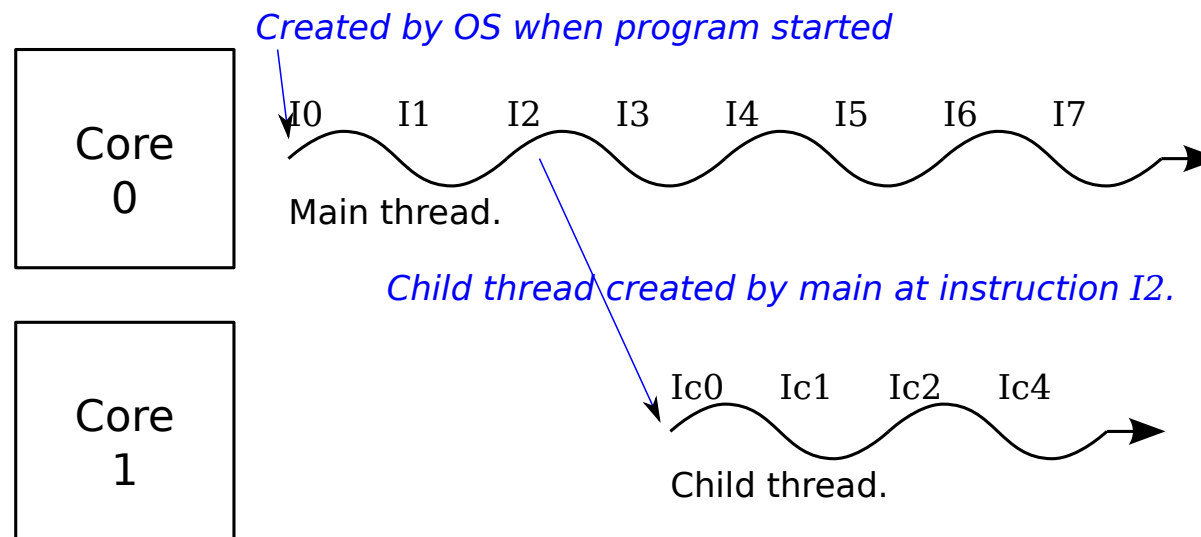 Created by OS when program started
Core
0
I0 I1 I2 I3 I4 I5 I6 I7
Main thread.
Child thread created by main at instruction I2.
Core
1
Ic0 Ic1 Ic2 Ic4
Child thread.